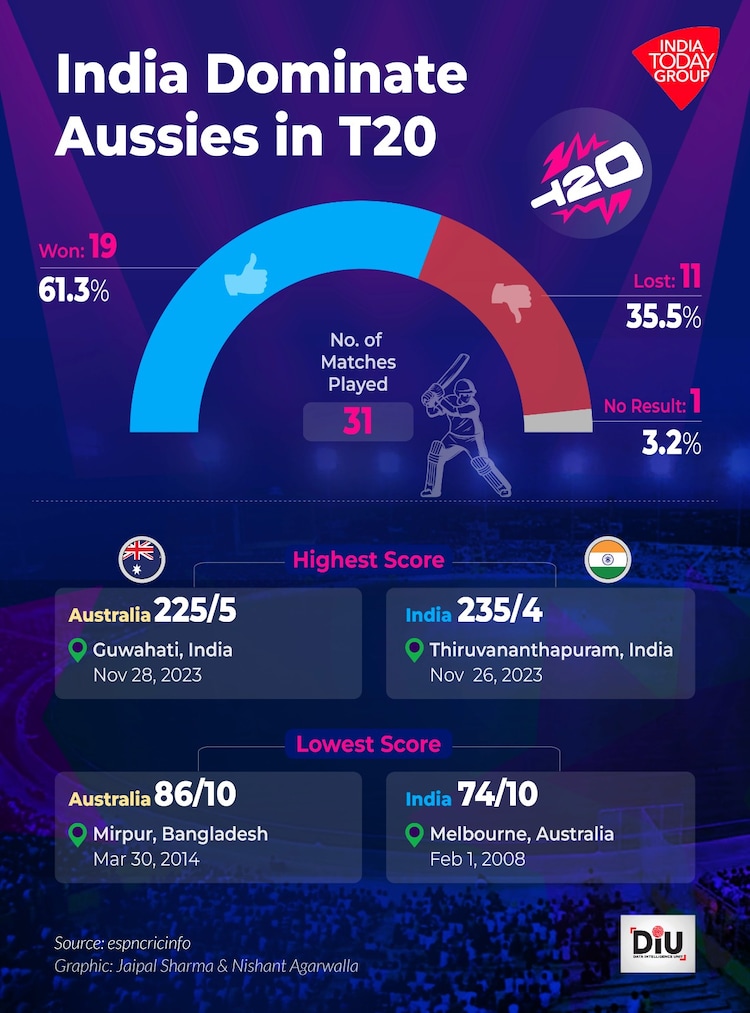 India Dominate
Aussies in T20
INDIA
TODAY
GROUP
T20
Won: 19
61.3%
Lost: 11
35.5%
No. of
Matches
Played
31
No Result: 1
3.2%
Highest Score
Australia 225/5
Guwahati, India
Nov 28, 2023
India 235/4
Thiruvananthapuram, India
Nov 26, 2023
Lowest Score
Australia 86/10
Mirpur, Bangladesh
Mar 30, 2014
India 74/10
Melbourne, Australia
Feb 1, 2008
Source: espncricinfo
Graphic: Jaipal Sharma & Nishant Agarwalla
DiU
DATA INTELLIGENCE UNIT